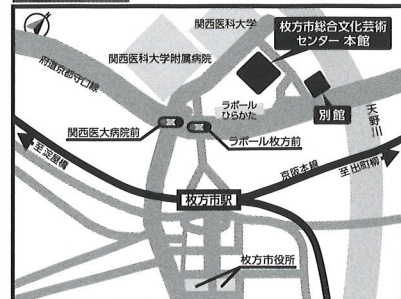 関西医科大学
枚方市総合文化芸術
センター 本館
関西医科大学附属病院
府道京都守口線
ラポール
ひらかた
別館
天野川
関西医大病院前
ラポール枚方前
至淀屋橋
京阪本線
至出町柳
枚方市駅
枚方市役所